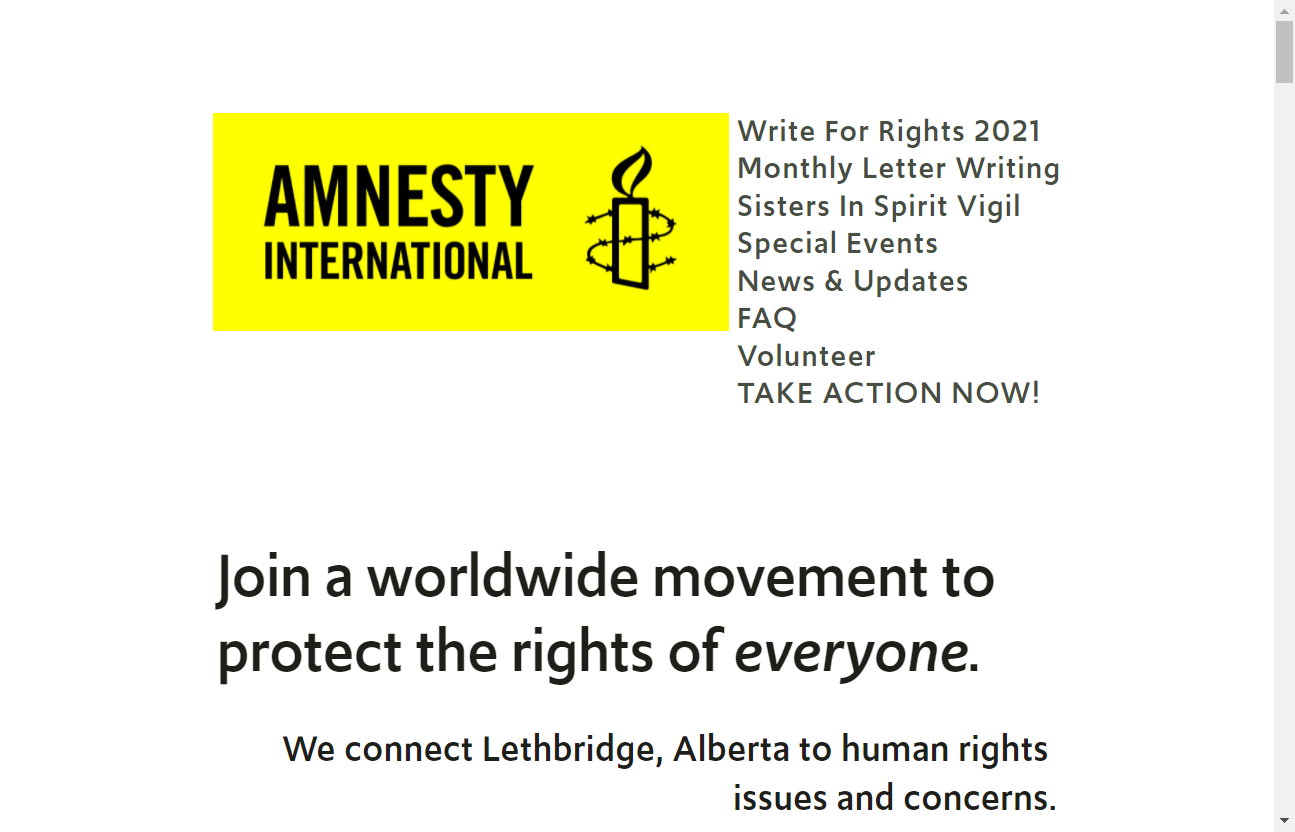 AMNESTY
INTERNATIONAL
Write For Rights 2021
Monthly Letter Writing
Sisters In Spirit Vigil
Special Events
News & Updates
FAQ
Volunteer
TAKE ACTION NOW!
Join a worldwide movement to
protect the rights of everyone.
We connect Lethbridge, Alberta to human rights
issues and concerns.